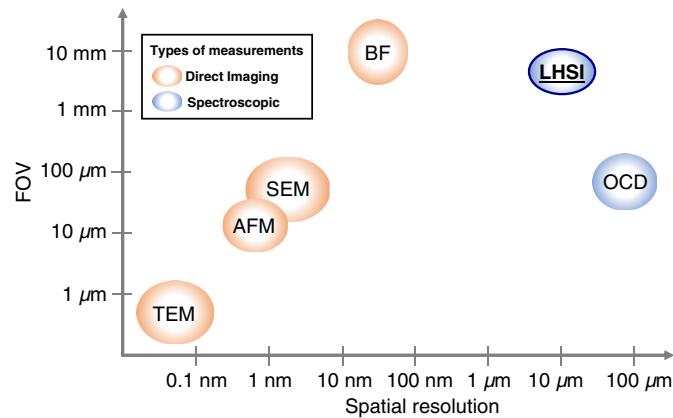 Types of measurements
Direct Imaging
Spectroscopic
FOV
10 mm
1 mm
100 µm
10 µm
1 µm
BF
LHSI
OCD
SEM
AFM
TEM
0.1 nm
1 nm
10 nm
100 nm
1 µm
10 µm
100 µm
Spatial resolution